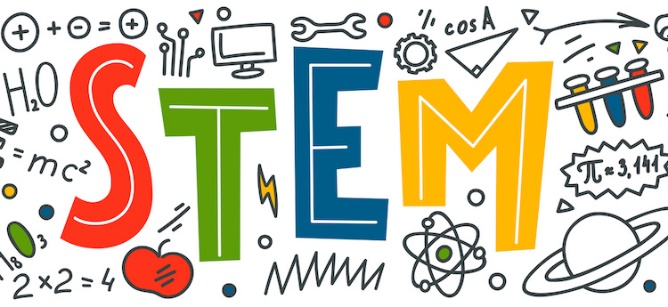 ⊕ + ⊖ = ⊕
% cos A
H₂O
STEM
= mc²
π ≈ 3,141
2 × 2 = 4